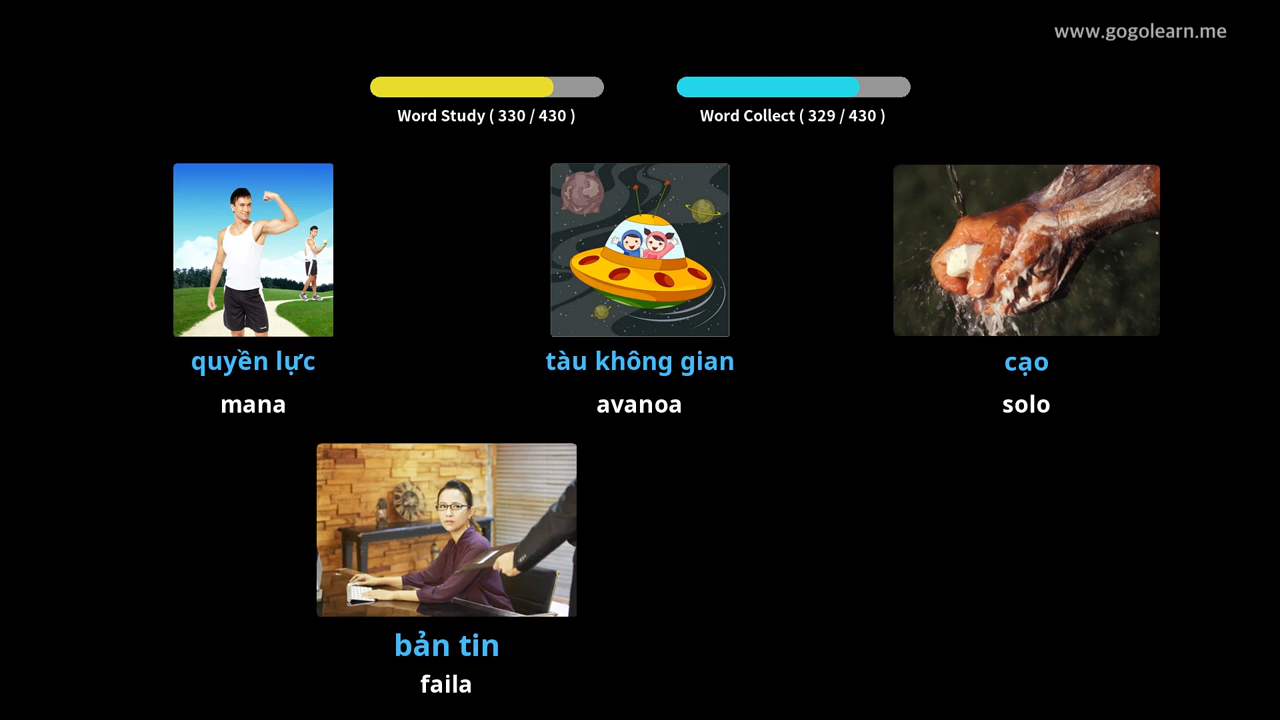 www.gogolearn.me
Word Study ( 330 / 430 )
Word Collect ( 329 / 430 )
quyền lực
mana
tàu không gian
avanoa
cạo
solo
bản tin
faila